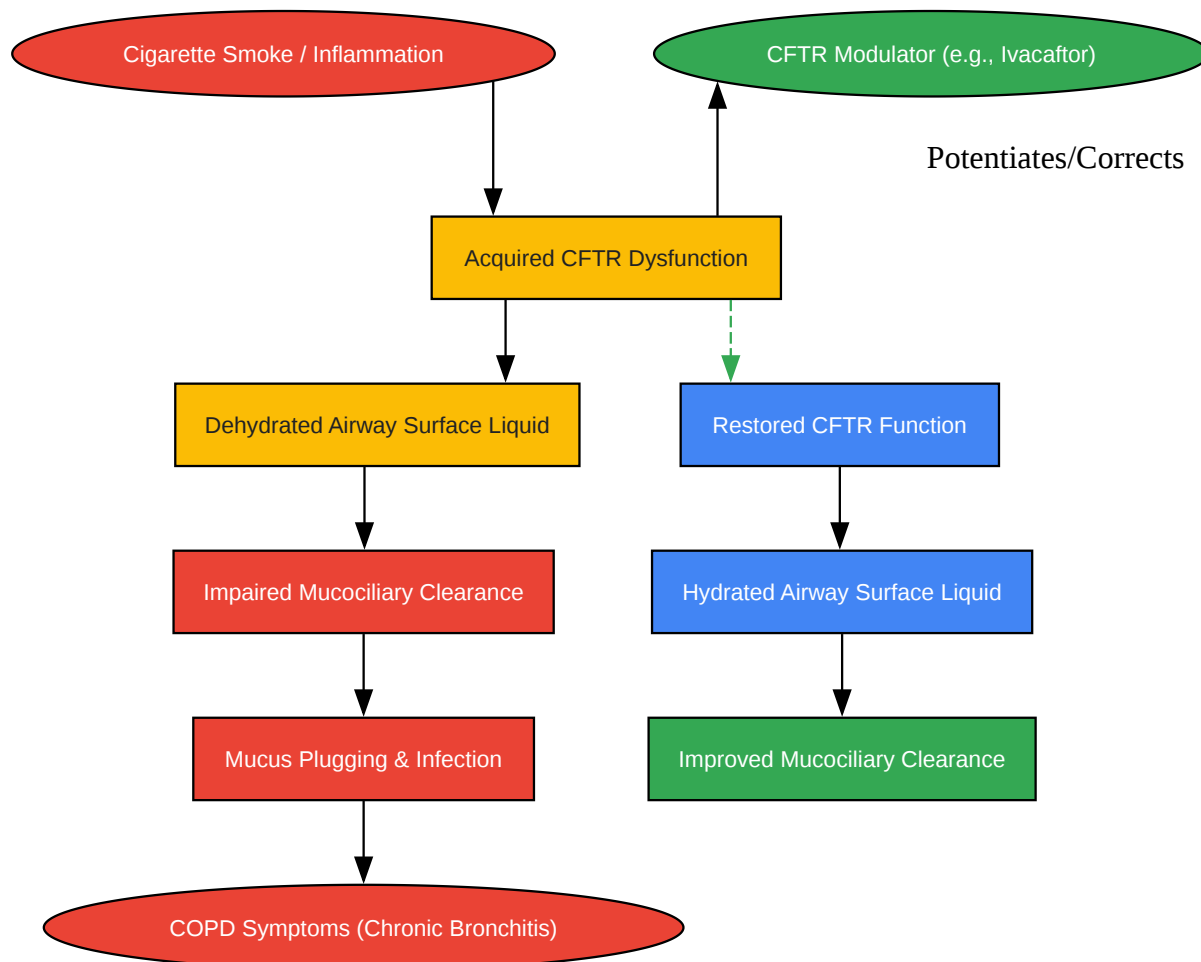 Cigarette Smoke / Inflammation
CFTR Modulator (e.g., Ivacaftor)
Potentiates/Corrects
Acquired CFTR Dysfunction
Dehydrated Airway Surface Liquid
Restored CFTR Function
Impaired Mucociliary Clearance
Hydrated Airway Surface Liquid
Mucus Plugging & Infection
Improved Mucociliary Clearance
COPD Symptoms (Chronic Bronchitis)